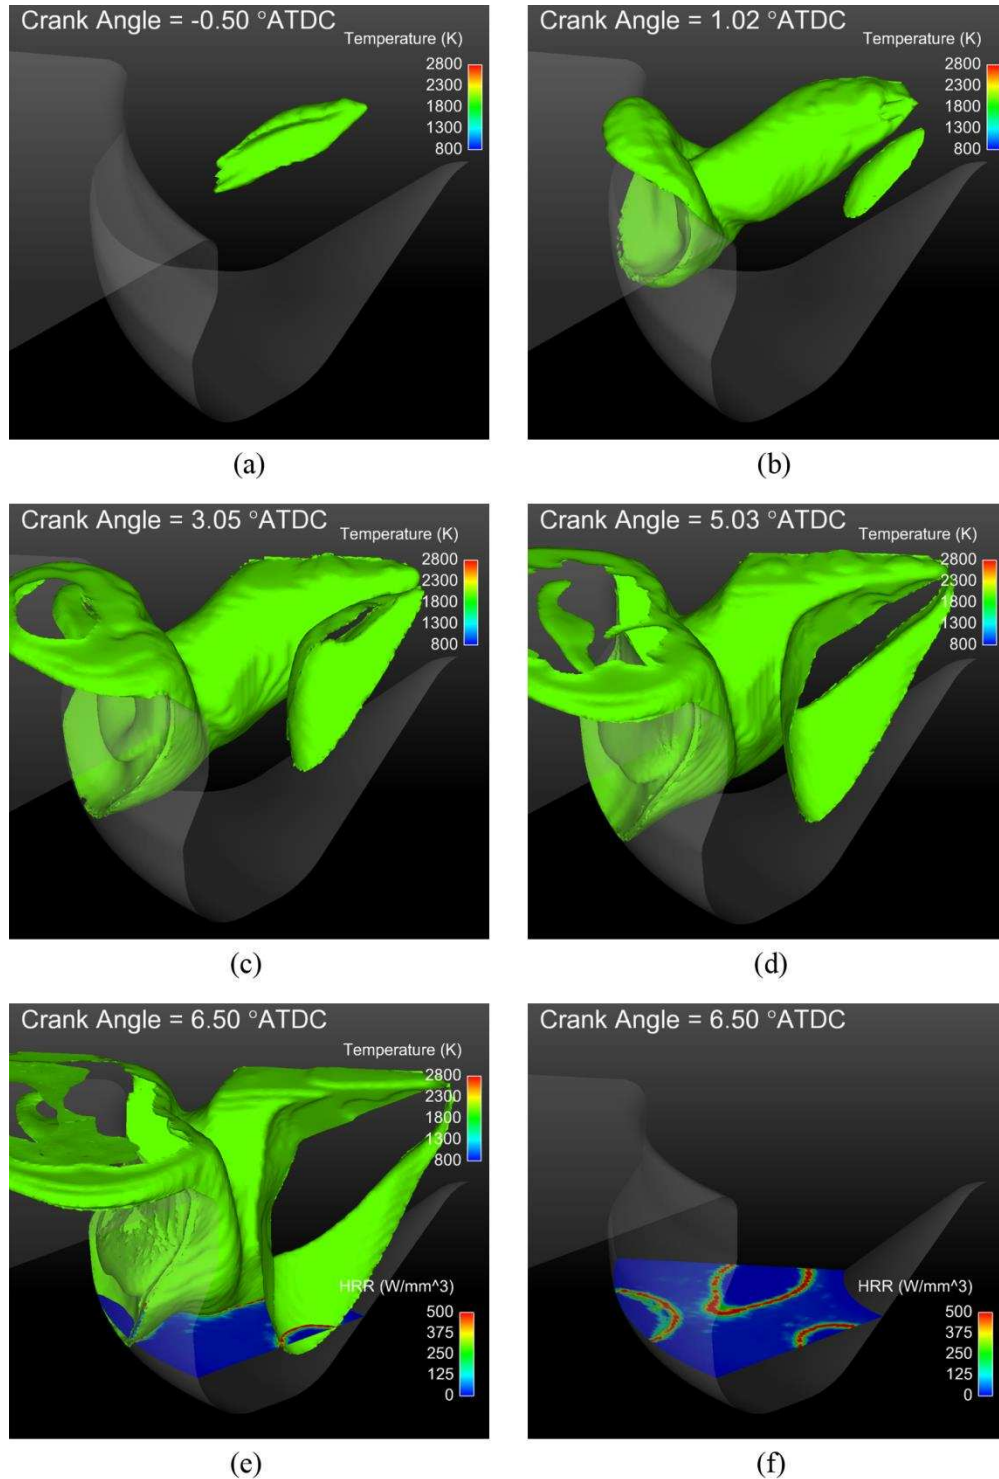 Crank Angle = -0.50 °ATDC
Temperature (K)
2800
2300
1800
1300
800
(a)
Crank Angle = 1.02 °ATDC
Temperature (K)
2800
2300
1800
1300
800
(b)
Crank Angle = 3.05 °ATDC
Temperature (K)
2800
2300
1800
1300
800
(c)
Crank Angle = 5.03 °ATDC
Temperature (K)
2800
2300
1800
1300
800
(d)
Crank Angle = 6.50 °ATDC
Temperature (K)
2800
2300
1800
1300
800
HRR (W/mm^3)
500
375
250
125
0
(e)
Crank Angle = 6.50 °ATDC
HRR (W/mm^3)
500
375
250
125
0
(f)